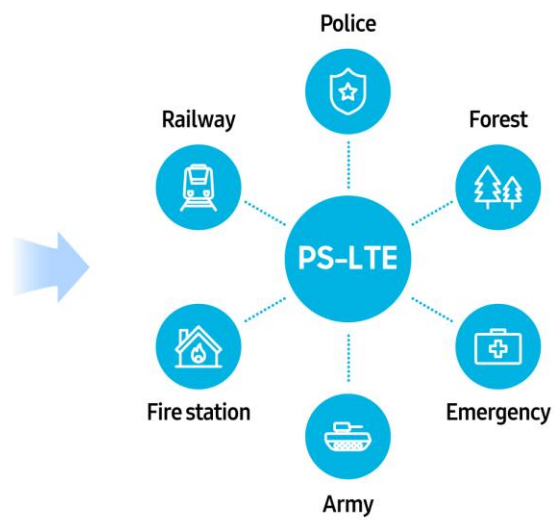 Police
Railway
Forest
PS-LTE
Fire station
Emergency
Army